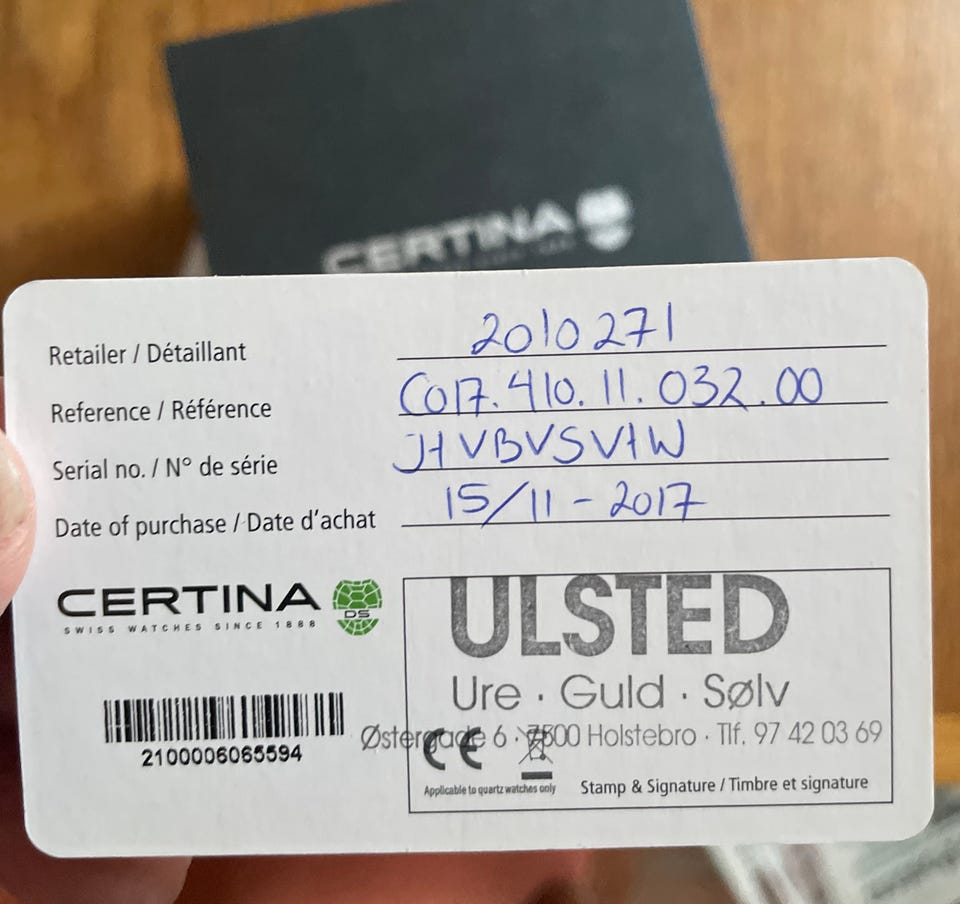 CERTINA
Retailer / Détaillant 2010271
Reference / Référence C017.410.11.032.00
Serial no. / N° de série JHVBVSVHW
Date of purchase / Date d'achat 15/11-2017
CERTINA DS
SWISS WATCHES SINCE 1888
ULSTED
Ure · Guld · Sølv
Østergade 6 · 7500 Holstebro · Tlf. 97 42 03 69
CE
2100006065594
Applicable to quartz watches only
Stamp & Signature / Timbre et signature